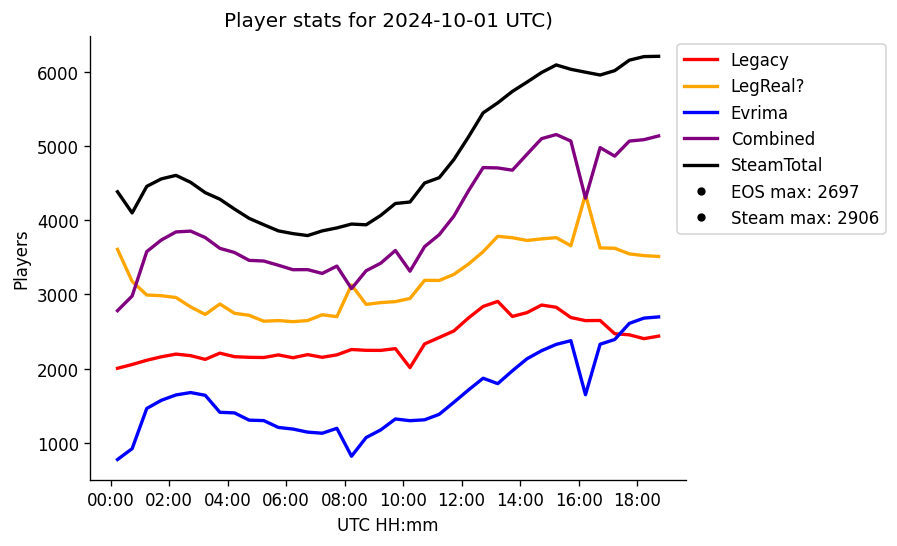 Player stats for 2024-10-01 UTC)
6000
5000
4000
3000
2000
1000
Players
00:00 02:00 04:00 06:00 08:00 10:00 12:00 14:00 16:00 18:00
UTC HH:mm
Legacy
LegReal?
Evrima
Combined
SteamTotal
EOS max: 2697
Steam max: 2906